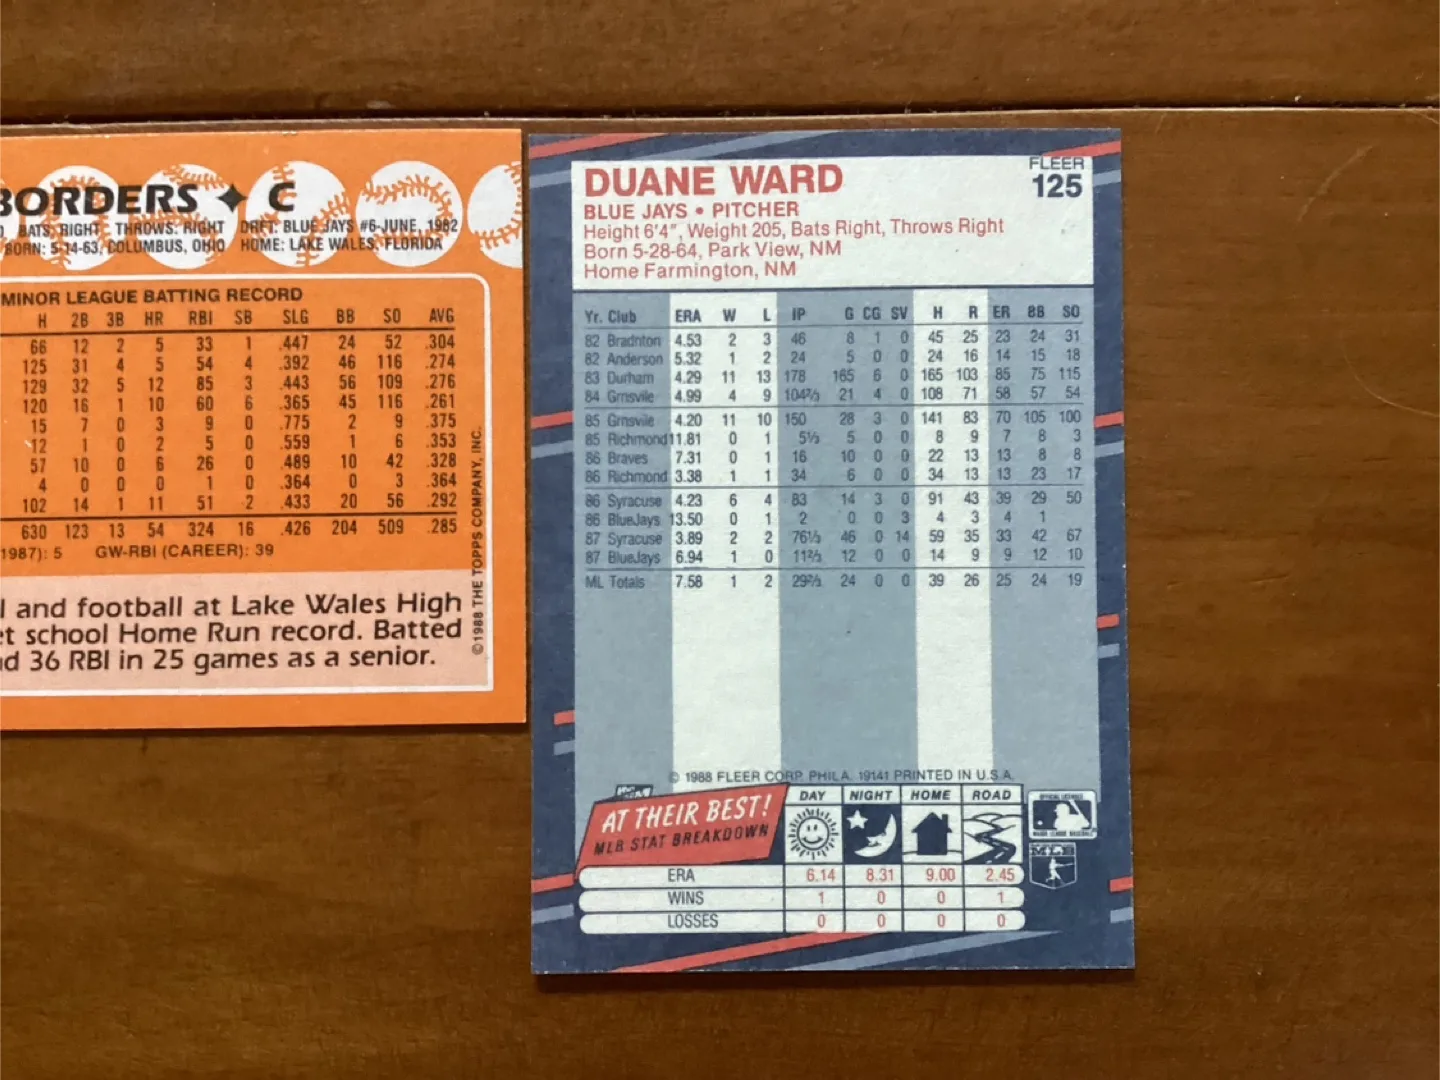 BORDERS ✦ C
BATS: RIGHT THROWS: RIGHT DRFT: BLUE JAYS #6-JUNE, 1982
BORN: 5-14-63, COLUMBUS, OHIO HOME: LAKE WALES, FLORIDA
MINOR LEAGUE BATTING RECORD
H 2B 3B HR RBI SB SLG BB SO AVG
66 12 2 5 33 1 .447 24 52 .304
125 31 4 5 54 4 .392 46 116 .274
129 32 5 12 85 3 .443 56 109 .276
120 16 1 10 60 6 .365 45 116 .261
15 7 0 3 9 0 .775 2 9 .375
12 1 0 2 5 0 .559 1 6 .353
57 10 0 6 26 0 .489 10 42 .328
4 0 0 0 1 0 .364 0 3 .364
102 14 1 11 51 2 .433 20 56 .292
630 123 13 54 324 16 .426 204 509 .285
1987): 5 GW-RBI (CAREER): 39
l and football at Lake Wales High
et school Home Run record. Batted
d 36 RBI in 25 games as a senior.
©1988 THE TOPPS COMPANY, INC.
DUANE WARD
FLEER
125
BLUE JAYS • PITCHER
Height 6'4", Weight 205, Bats Right, Throws Right
Born 5-28-64, Park View, NM
Home Farmington, NM
Yr. Club ERA W L IP G CG SV H R ER BB SO
82 Bradnton 4.53 2 3 46 8 1 0 45 25 23 24 31
82 Anderson 5.32 1 2 24 5 0 0 24 16 14 15 18
83 Durham 4.29 11 13 178 165 6 0 165 103 85 75 115
84 Grnsvile 4.99 4 9 104⅔ 21 4 0 108 71 58 57 54
85 Grnsvile 4.20 11 10 150 28 3 0 141 83 70 105 100
85 Richmond 11.81 0 1 5⅓ 5 0 0 8 9 7 8 3
86 Braves 7.31 0 1 16 10 0 0 22 13 13 8 8
86 Richmond 3.38 1 1 34 6 0 0 34 13 13 23 17
86 Syracuse 4.23 6 4 83 14 3 0 91 43 39 29 50
86 BlueJays 13.50 0 1 2 0 0 3 4 3 4 1
87 Syracuse 3.89 2 2 76⅓ 46 0 14 59 35 33 42 67
87 BlueJays 6.94 1 0 11⅔ 12 0 0 14 9 9 12 10
ML Totals 7.58 1 2 29⅔ 24 0 0 39 26 25 24 19
© 1988 FLEER CORP. PHILA. 19141 PRINTED IN U.S.A.
AT THEIR BEST!
MLB STAT BREAKDOWN
DAY NIGHT HOME ROAD
ERA 6.14 8.31 9.00 2.45
WINS 1 0 0 1
LOSSES 0 0 0 0
OFFICIAL LICENSEE
MAJOR LEAGUE BASEBALL
MLB